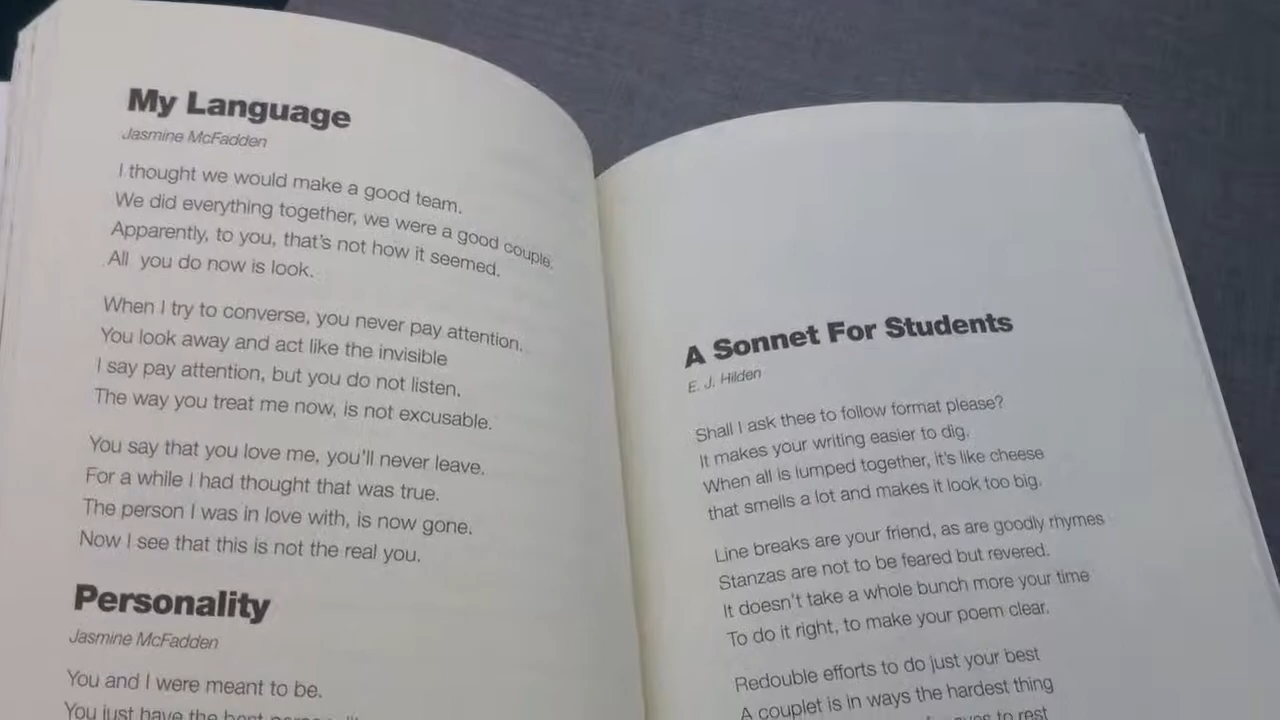 My Language
Jasmine McFadden
I thought we would make a good team.
We did everything together, we were a good couple.
Apparently, to you, that's not how it seemed.
All you do now is look.
When I try to converse, you never pay attention.
You look away and act like the invisible
I say pay attention, but you do not listen.
The way you treat me now, is not excusable.
You say that you love me, you'll never leave.
For a while I had thought that was true.
The person I was in love with, is now gone.
Now I see that this is not the real you.
Personality
Jasmine McFadden
You and I were meant to be.
You just have the best
A Sonnet For Students
E. J. Hilden
Shall I ask thee to follow format please?
It makes your writing easier to dig.
When all is lumped together, it's like cheese
that smells a lot and makes it look too big.
Line breaks are your friend, as are goodly rhymes
Stanzas are not to be feared but revered.
It doesn't take a whole bunch more your time
To do it right, to make your poem clear.
Redouble efforts to do just your best
A couplet is in ways the hardest thing
to rest